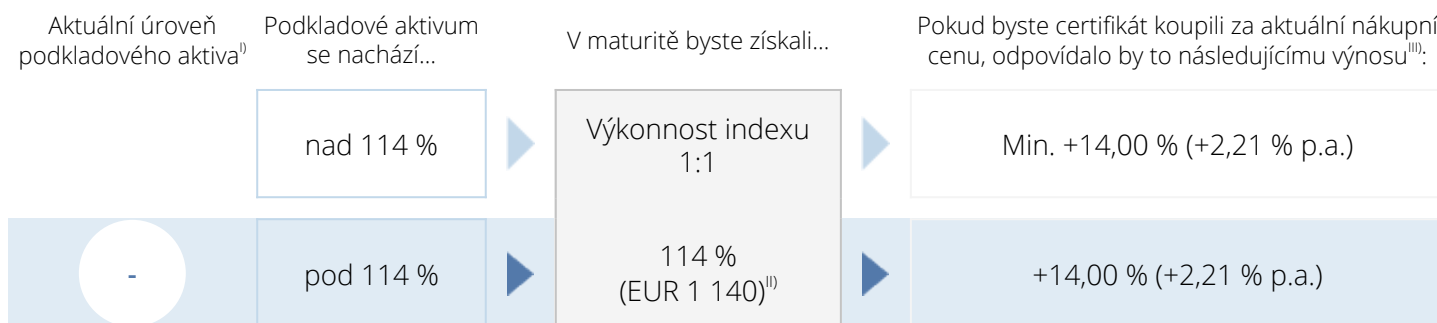 Aktuální úroveň
podkladového aktiva I)
Podkladové aktivum
se nachází...
V maturitě byste získali...
Pokud byste certifikát koupili za aktuální nákupní
cenu, odpovídalo by to následujícímu výnosu III):
nad 114 %
Výkonnost indexu
1:1
Min. +14,00 % (+2,21 % p.a.)
-
pod 114 %
114 %
(EUR 1 140) II)
+14,00 % (+2,21 % p.a.)